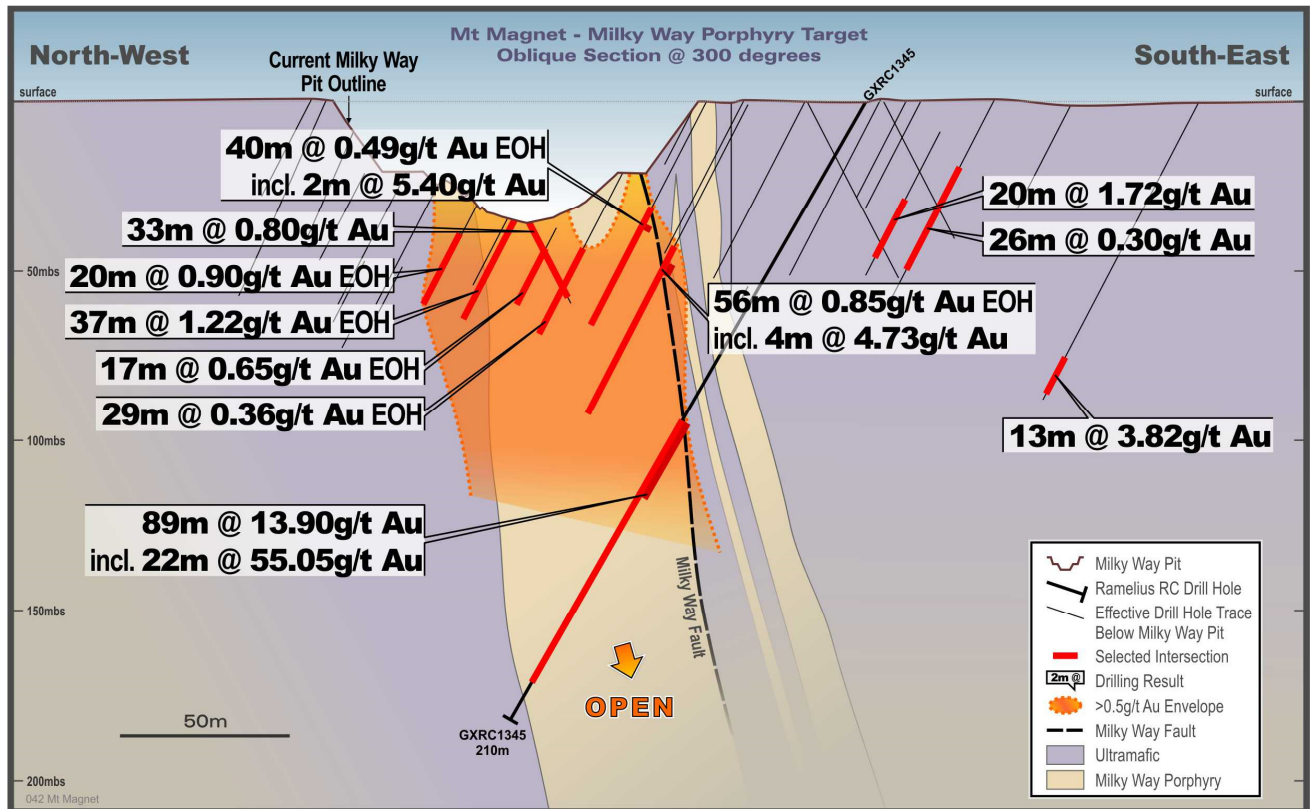 Mt Magnet - Milky Way Porphyry Target
Oblique Section @ 300 degrees
North-West
South-East
Current Milky Way
Pit Outline
GXRC1345
surface
surface
40m @ 0.49g/t Au EOH
incl. 2m @ 5.40g/t Au
33m @ 0.80g/t Au
20m @ 0.90g/t Au EOH
37m @ 1.22g/t Au EOH
17m @ 0.65g/t Au EOH
29m @ 0.36g/t Au EOH
20m @ 1.72g/t Au
26m @ 0.30g/t Au
56m @ 0.85g/t Au EOH
incl. 4m @ 4.73g/t Au
13m @ 3.82g/t Au
89m @ 13.90g/t Au
incl. 22m @ 55.05g/t Au
50mbs
100mbs
150mbs
200mbs
Milky Way Fault
OPEN
50m
GXRC1345
210m
Milky Way Pit
Ramelius RC Drill Hole
Effective Drill Hole Trace
Below Milky Way Pit
Selected Intersection
2m @
Drilling Result
>0.5g/t Au Envelope
Milky Way Fault
Ultramafic
Milky Way Porphyry
042 Mt Magnet